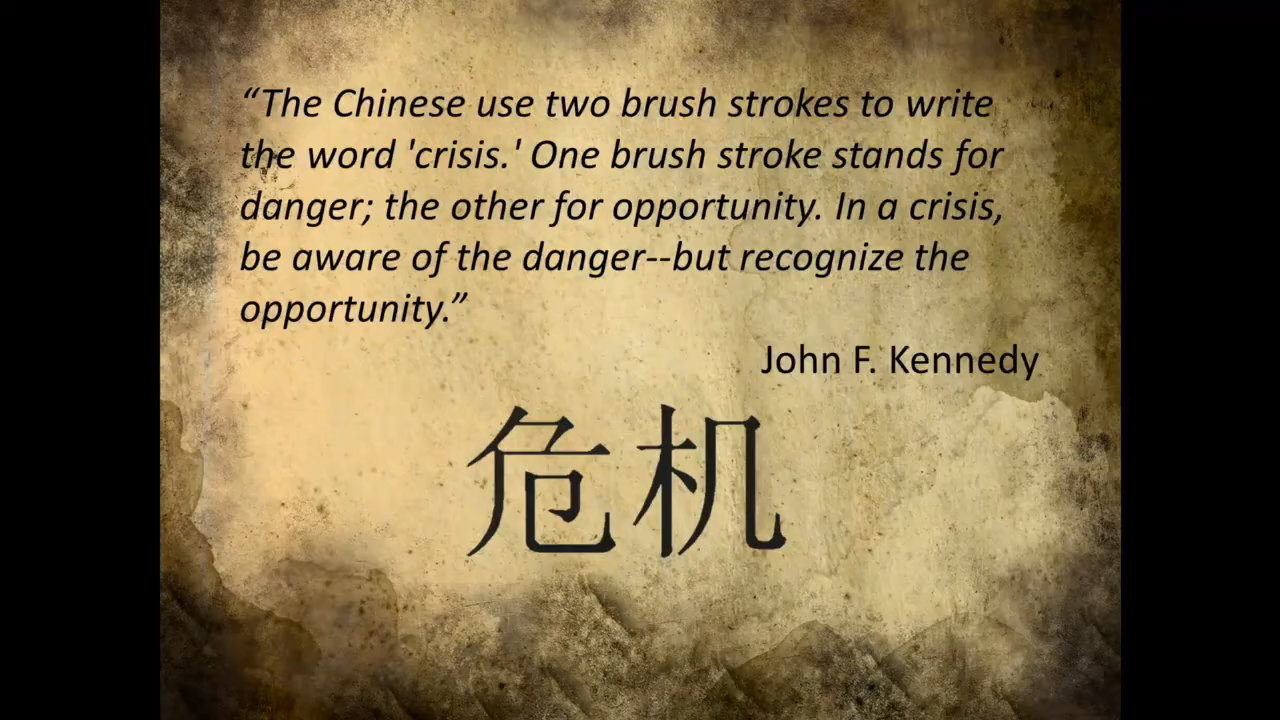 “The Chinese use two brush strokes to write
the word 'crisis.' One brush stroke stands for
danger; the other for opportunity. In a crisis,
be aware of the danger--but recognize the
opportunity.”
John F. Kennedy
危机